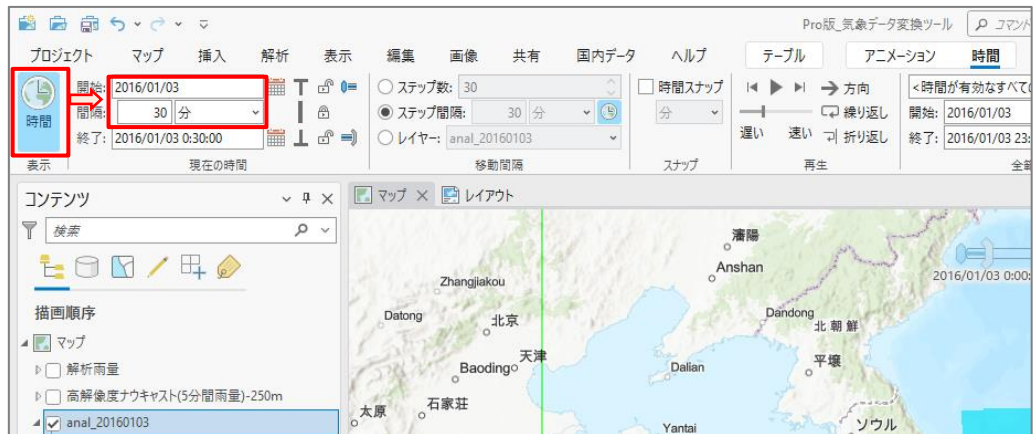 Pro版_気象データ変換ツール
プロジェクト マップ 挿入 解析 表示 編集 画像 共有 国内データ ヘルプ テーブル アニメーション 時間
時間
開始: 2016/01/03
間隔: 30 分
終了: 2016/01/03 0:30:00
ステップ数: 30
ステップ間隔: 30 分
レイヤー: anal_20160103
時間スナップ
分
方向
繰り返し
遅い 速い 折り返し
<時間が有効なすべての
開始: 2016/01/03
終了: 2016/01/03 23:
表示 現在の時間 移動間隔 スナップ 再生
コンテンツ
検索
描画順序
マップ
解析雨量
高解像度ナウキャスト(5分間雨量)-250m
anal_20160103
マップ レイアウト
瀋陽
Anshan
Zhangjiakou
2016/01/03 0:00:
Datong
北京
Dandong
北朝鮮
天津
Baoding
Dalian
平壌
石家荘
太原
Yantai
ソウル